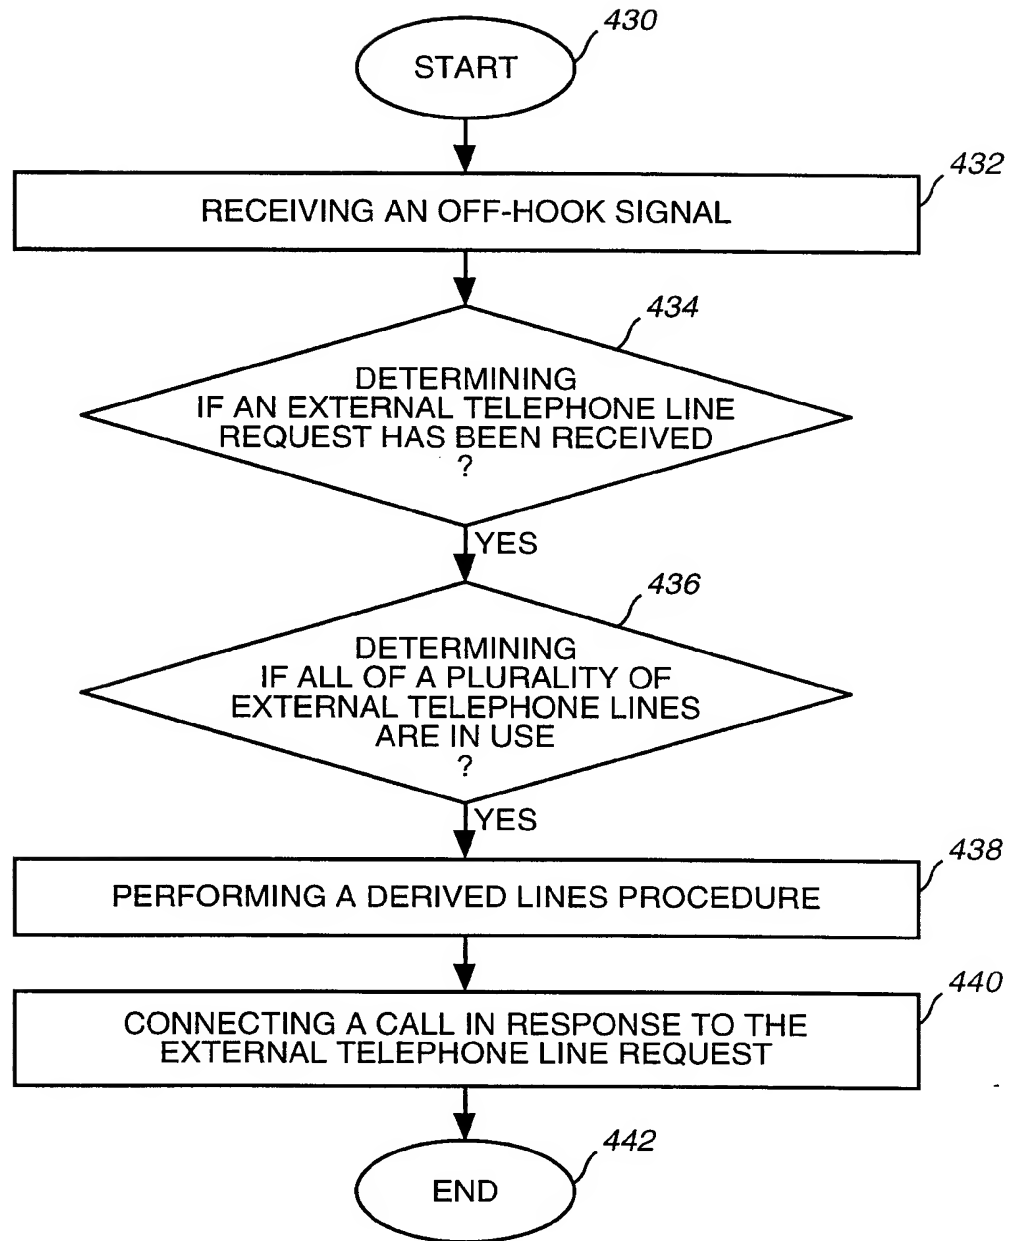 430
START
432
RECEIVING AN OFF-HOOK SIGNAL
434
DETERMINING
IF AN EXTERNAL TELEPHONE LINE
REQUEST HAS BEEN RECEIVED
?
YES
436
DETERMINING
IF ALL OF A PLURALITY OF
EXTERNAL TELEPHONE LINES
ARE IN USE
?
YES
438
PERFORMING A DERIVED LINES PROCEDURE
440
CONNECTING A CALL IN RESPONSE TO THE
EXTERNAL TELEPHONE LINE REQUEST
442
END